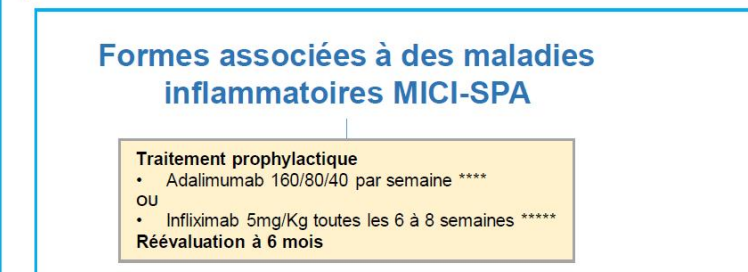 Formes associées à des maladies
inflammatoires MICI-SPA
Traitement prophylactique
• Adalimumab 160/80/40 par semaine ****
OU
• Infliximab 5mg/Kg toutes les 6 à 8 semaines *****
Réévaluation à 6 mois